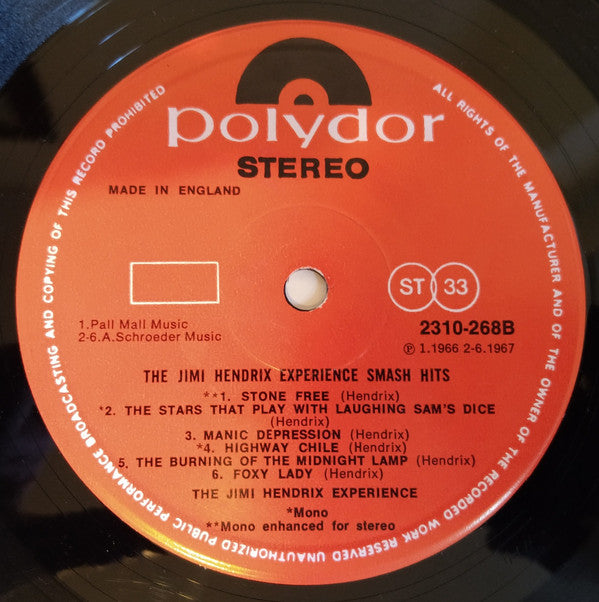 polydor
STEREO
MADE IN ENGLAND
ST 33
1.Pall Mall Music
2-6.A.Schroeder Music
2310-268B
℗ 1.1966 2-6.1967
THE JIMI HENDRIX EXPERIENCE SMASH HITS
**1. STONE FREE (Hendrix)
*2. THE STARS THAT PLAY WITH LAUGHING SAM'S DICE
(Hendrix)
3. MANIC DEPRESSION (Hendrix)
*4. HIGHWAY CHILE (Hendrix)
5. THE BURNING OF THE MIDNIGHT LAMP (Hendrix)
6. FOXY LADY (Hendrix)
THE JIMI HENDRIX EXPERIENCE
*Mono
**Mono enhanced for stereo
ALL RIGHTS OF THE MANUFACTURER AND OF THE OWNER OF THE RECORDED WORK RESERVED UNAUTHORIZED PUBLIC PERFORMANCE BROADCASTING AND COPYING OF THIS RECORD PROHIBITED